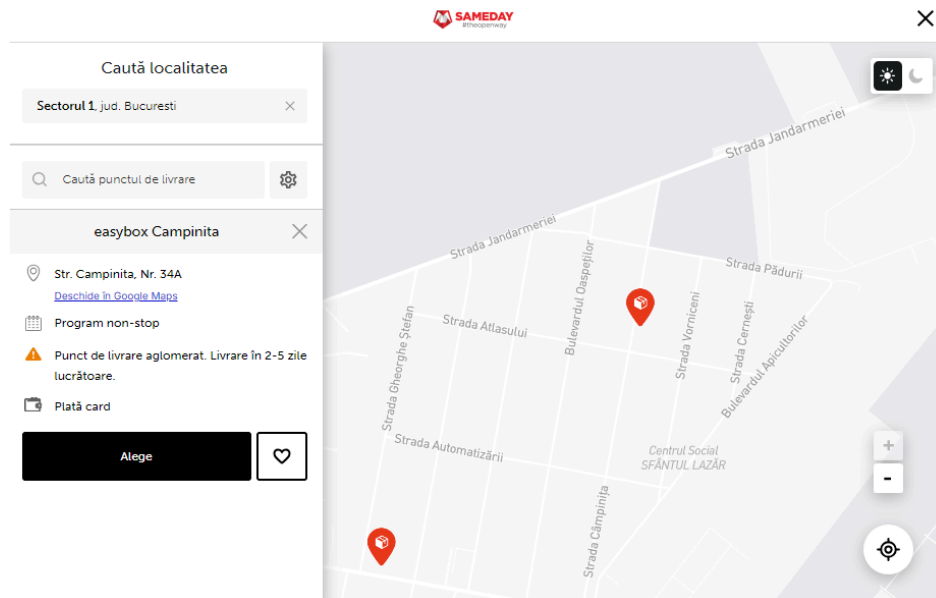 SAMEDAY
#theopenway
Caută localitatea
Sectorul 1, jud. Bucuresti
Caută punctul de livrare
easybox Campinita
Str. Campinita, Nr. 34A
Deschide în Google Maps
Program non-stop
Punct de livrare aglomerat. Livrare în 2-5 zile
lucrătoare.
Plată card
Alege
Strada Jandarmeriei
Strada Jandarmeriei
Strada Pădurii
Bulevardul Oaspeților
Strada Atlasului
Strada Gheorghe Ștefan
Strada Vorniceni
Strada Cernești
Bulevardul Apicultorilor
Strada Automatizării
Centrul Social
SFÂNTUL LAZĂR
Strada Câmpinița
+
-